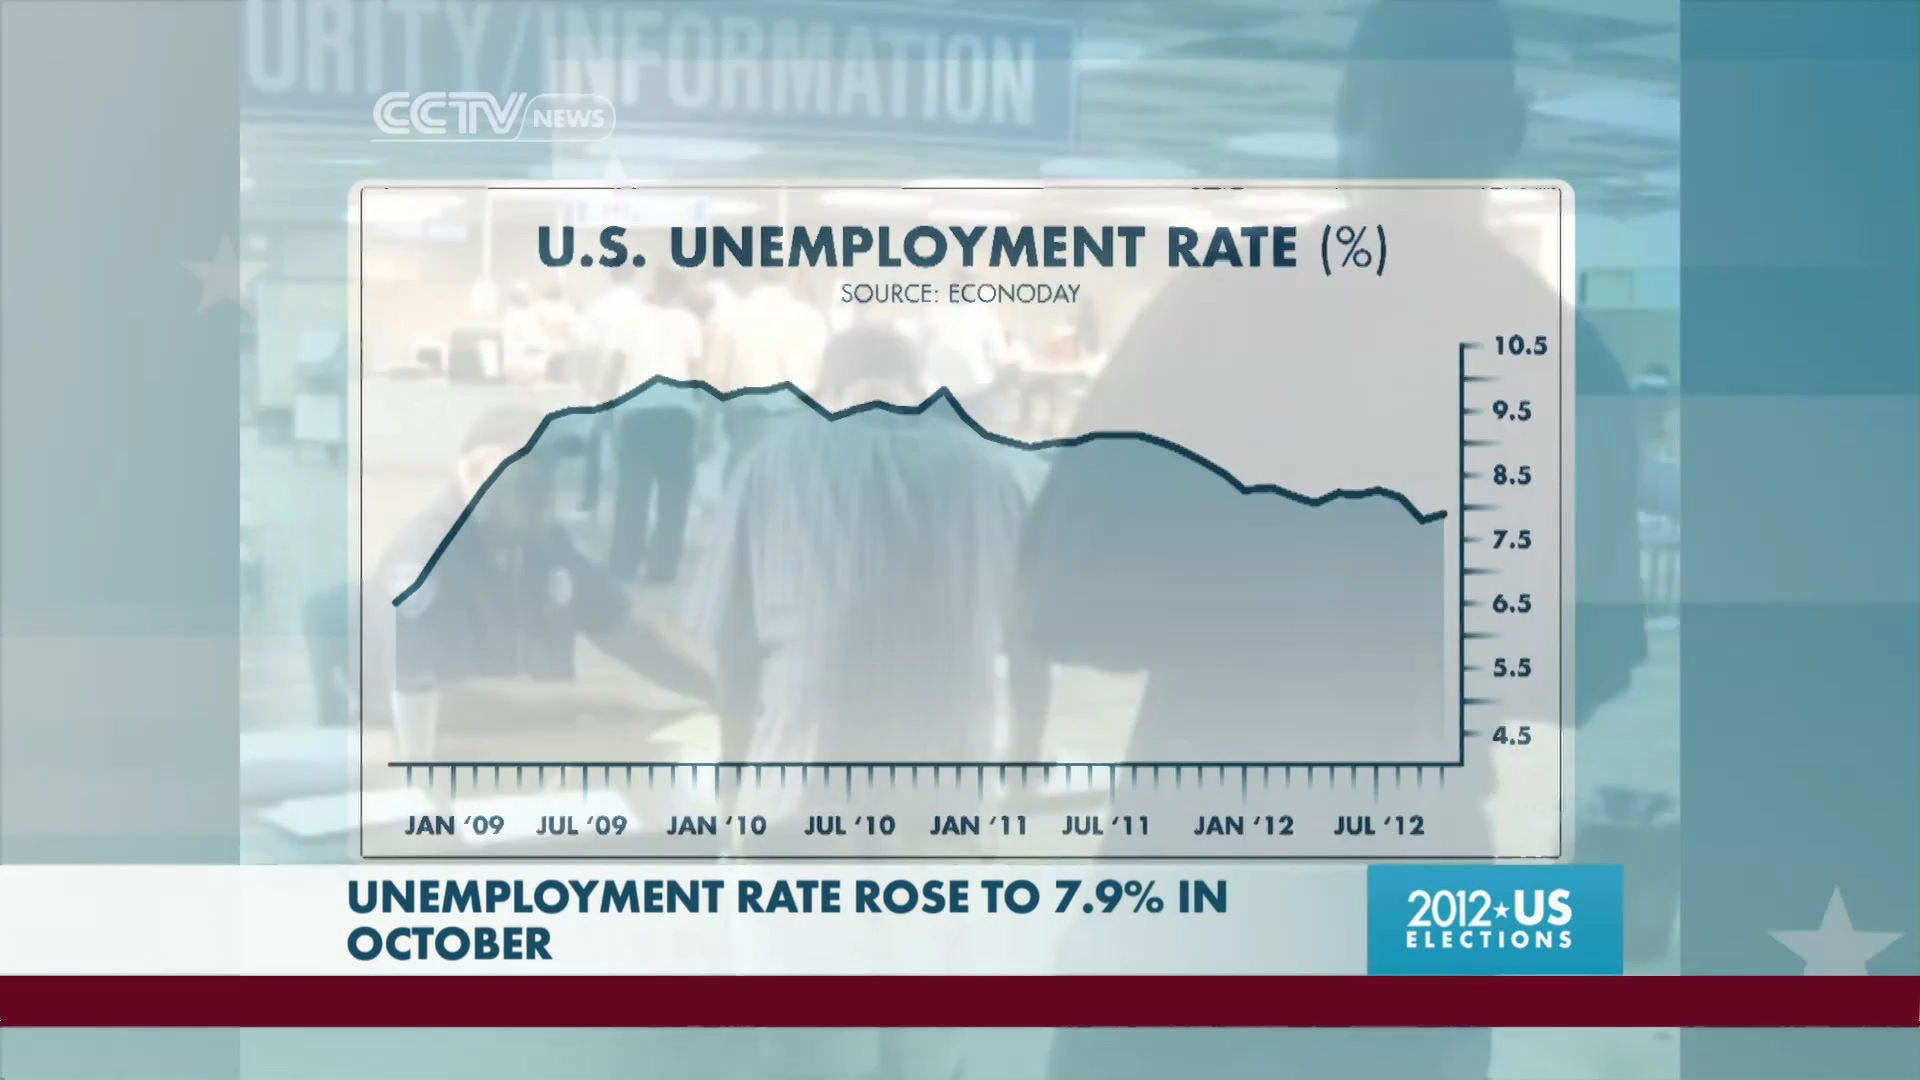 URITY/INFORMATION
CCTV NEWS
U.S. UNEMPLOYMENT RATE (%)
SOURCE: ECONODAY
10.5
9.5
8.5
7.5
6.5
5.5
4.5
JAN ‘09 JUL ‘09 JAN ‘10 JUL ‘10 JAN ‘11 JUL ‘11 JAN ‘12 JUL ‘12
UNEMPLOYMENT RATE ROSE TO 7.9% IN
OCTOBER
2012★US
ELECTIONS